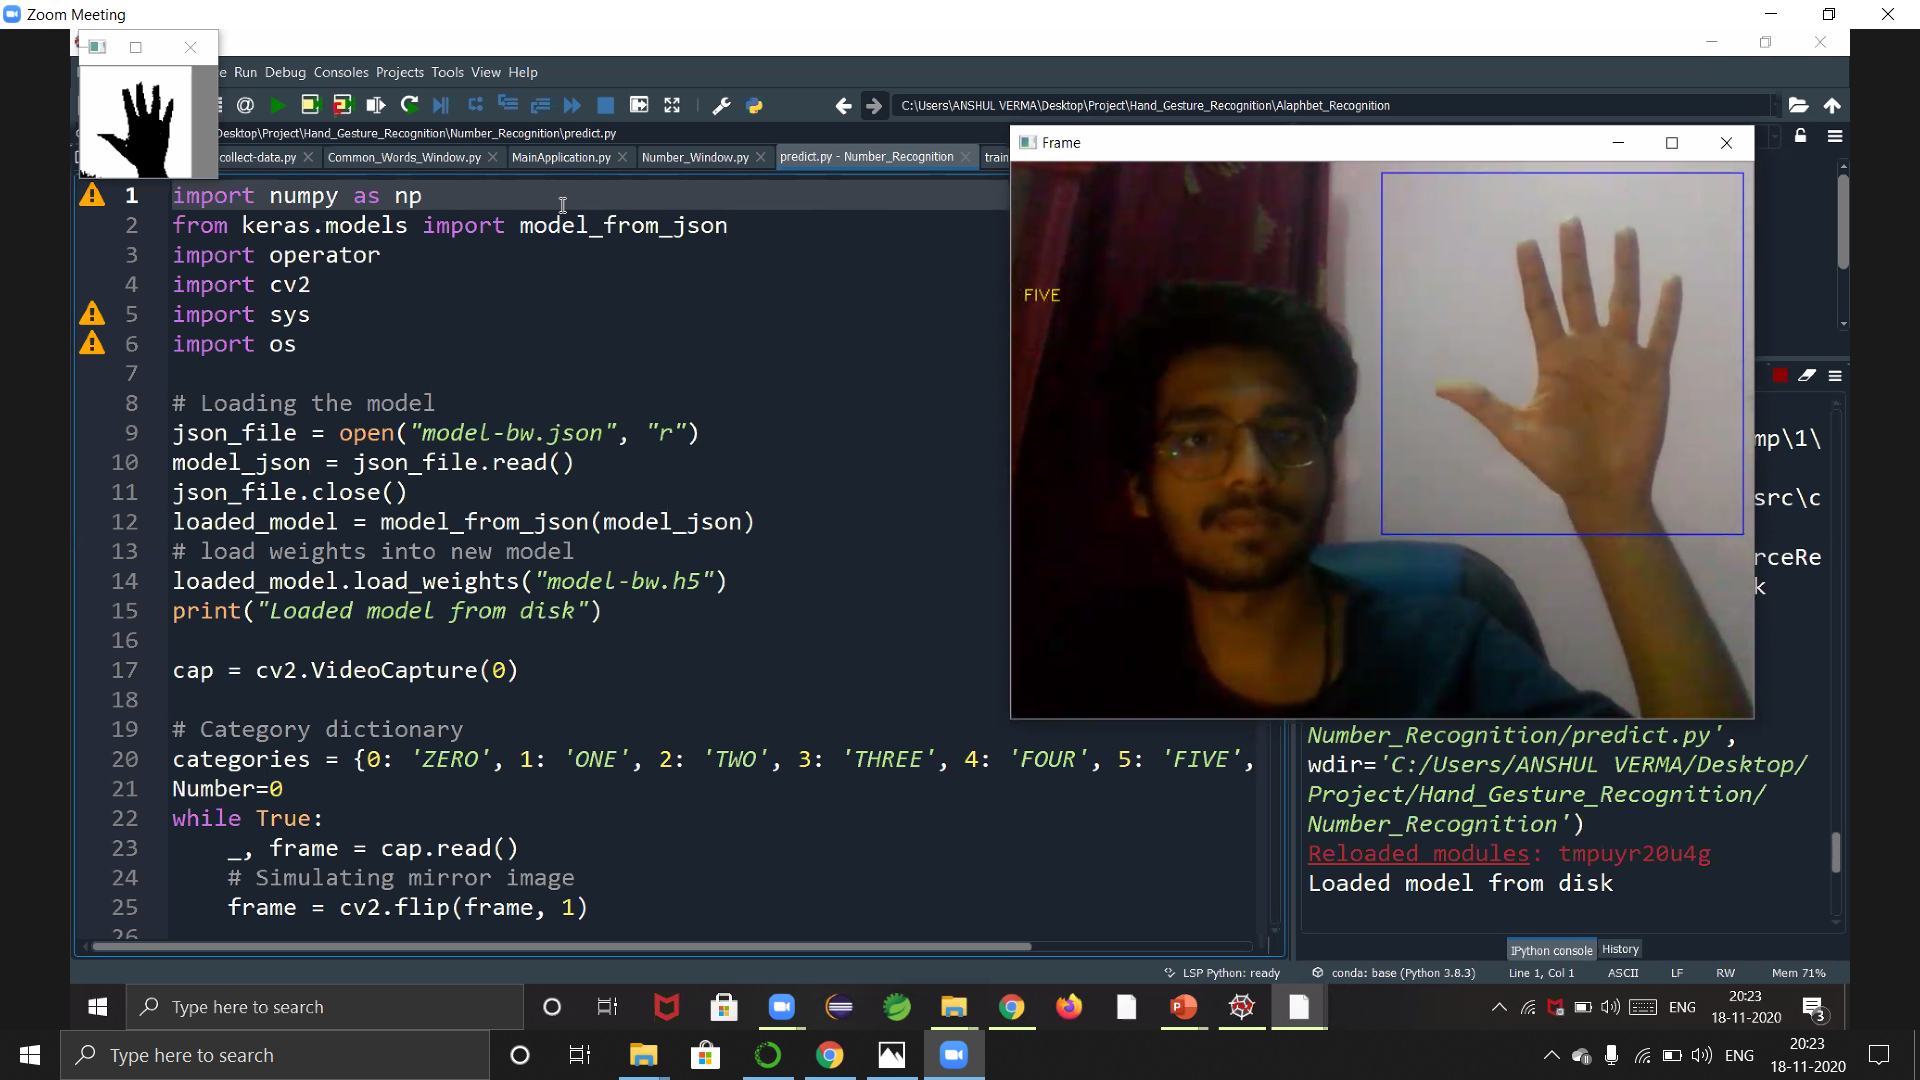 Zoom Meeting
e Run Debug Consoles Projects Tools View Help
C:\Users\ANSHUL VERMA\Desktop\Project\Hand_Gesture_Recognition\Alaphbet_Recognition
Desktop\Project\Hand_Gesture_Recognition\Number_Recognition\predict.py
collect-data.py Common_Words_Window.py MainApplication.py Number_Window.py predict.py - Number_Recognition train
Frame
FIVE
1 import numpy as np
2 from keras.models import model_from_json
3 import operator
4 import cv2
5 import sys
6 import os
7
8 # Loading the model
9 json_file = open("model-bw.json", "r")
10 model_json = json_file.read()
11 json_file.close()
12 loaded_model = model_from_json(model_json)
13 # load weights into new model
14 loaded_model.load_weights("model-bw.h5")
15 print("Loaded model from disk")
16
17 cap = cv2.VideoCapture(0)
18
19 # Category dictionary
20 categories = {0: 'ZERO', 1: 'ONE', 2: 'TWO', 3: 'THREE', 4: 'FOUR', 5: 'FIVE',
21 Number=0
22 while True:
23 _, frame = cap.read()
24 # Simulating mirror image
25 frame = cv2.flip(frame, 1)
26
mp\1\
src\c
rceRe
k
Number_Recognition/predict.py',
wdir='C:/Users/ANSHUL VERMA/Desktop/
Project/Hand_Gesture_Recognition/
Number_Recognition')
Reloaded modules: tmpuyr20u4g
Loaded model from disk
IPython console History
LSP Python: ready conda: base (Python 3.8.3) Line 1, Col 1 ASCII LF RW Mem 71%
Type here to search ENG 20:23
18-11-2020 3
Type here to search ENG 20:23
18-11-2020